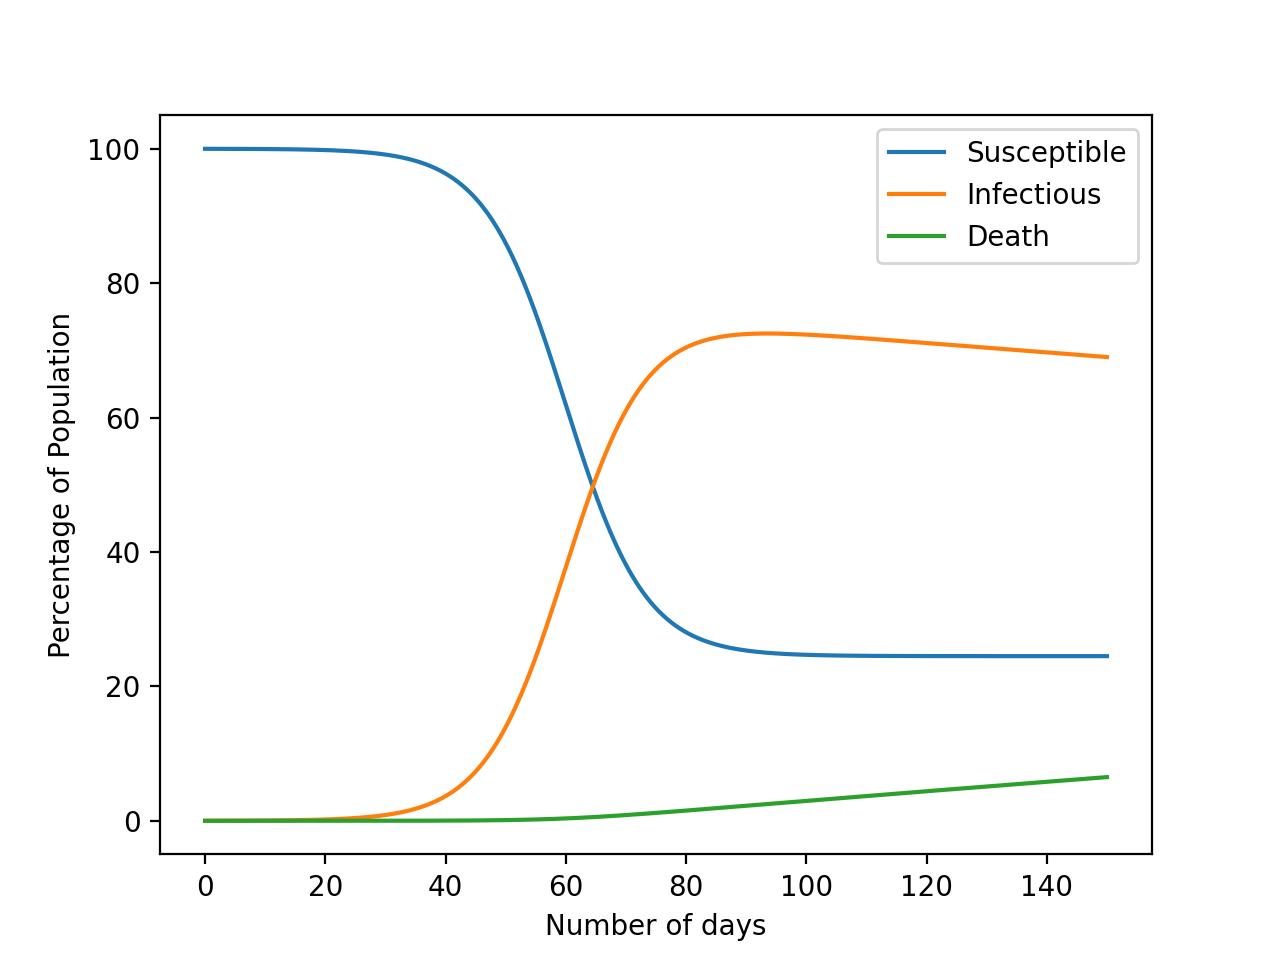 100
80
60
40
20
0
Percentage of Population
Susceptible
Infectious
Death
0 20 40 60 80 100 120 140
Number of days